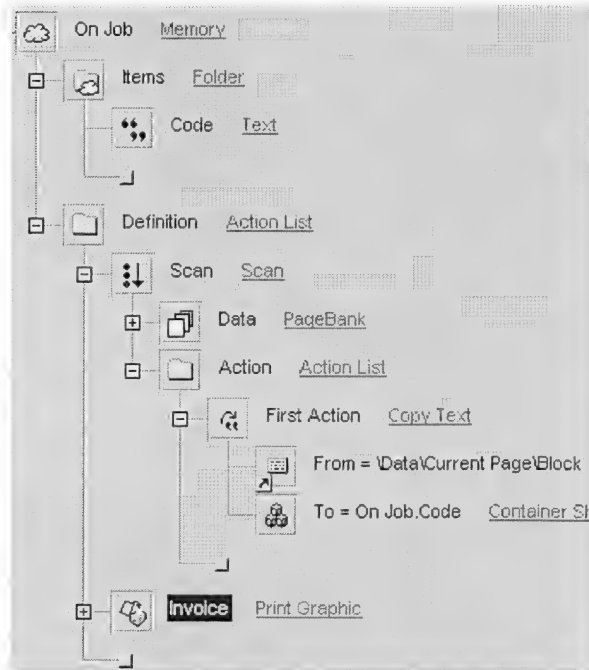 On Job Memory
Items Folder
Code Text
Definition Action List
Scan Scan
Data PageBank
Action Action List
First Action Copy Text
From = \Data\Current Page\Block
To = On Job.Code Container
Invoice Print Graphic